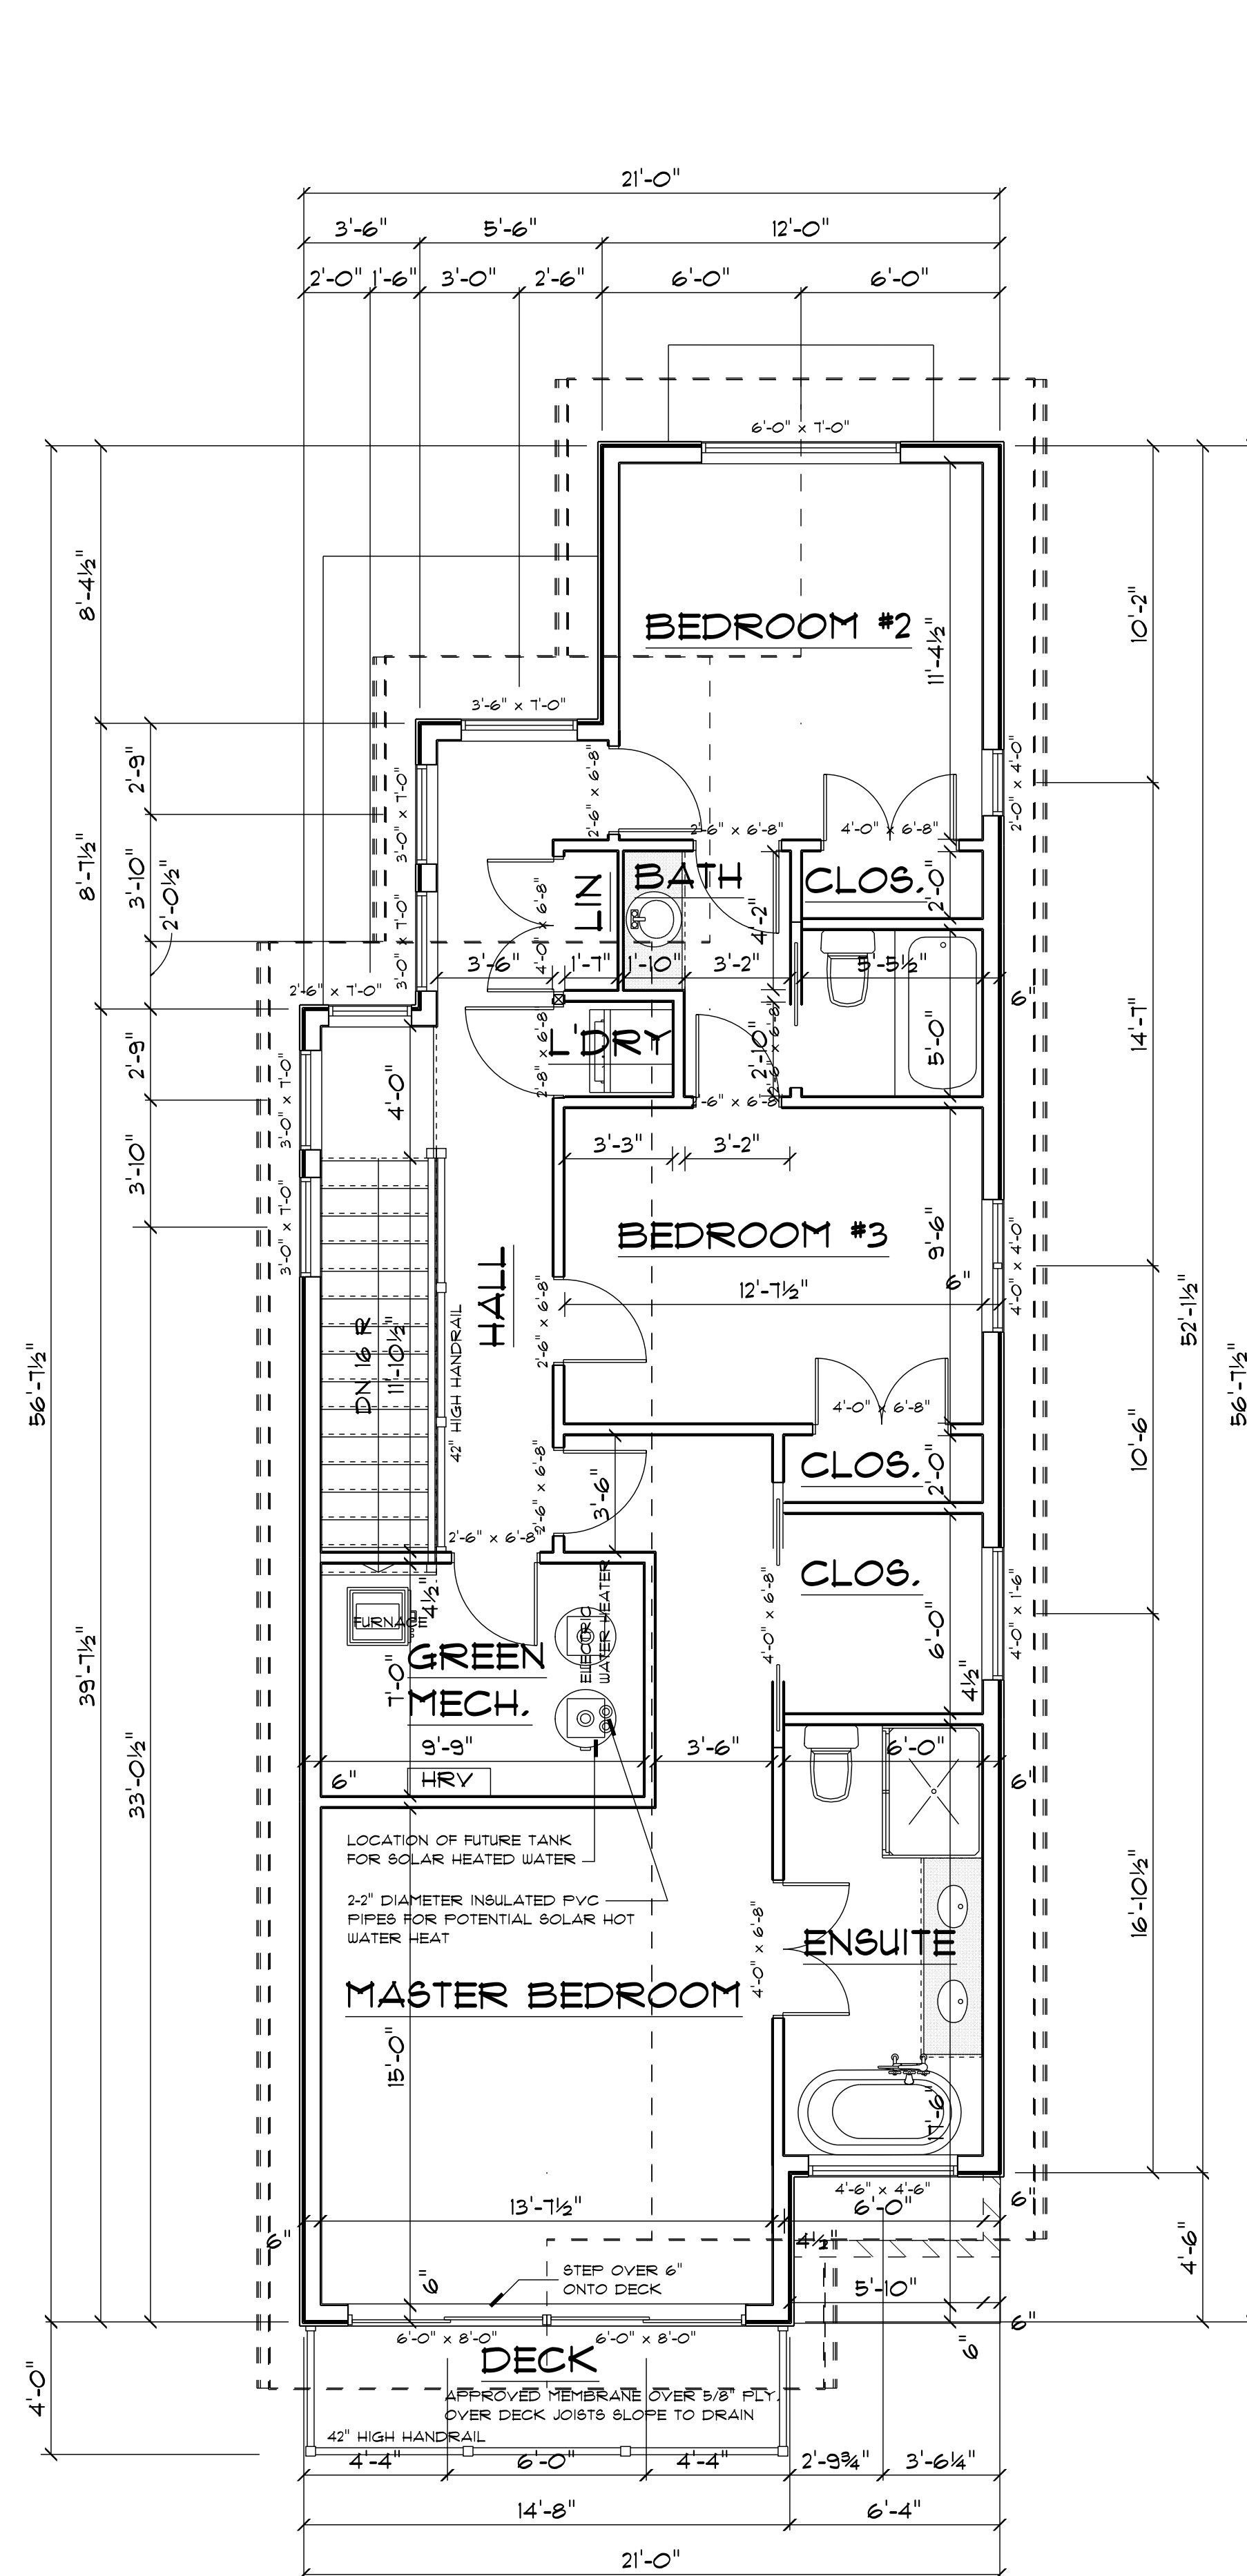 21'-0"
3'-6" 5'-6" 12'-0"
2'-0" 1'-6" 3'-0" 2'-6" 6'-0" 6'-0"
6'-0" x 7'-0"
8'-4½"
10'-2"
BEDROOM #2
11'-4½"
3'-6" x 7'-0"
2'-9"
3'-0" x 7'-0"
2'-6" x 6'-8"
2'-0" x 4'-0"
2'-6" x 6'-8"
4'-0" x 6'-8"
8'-7½"
3'-10"
2'-0½"
LIN
BATH
CLOS.
2'-0"
4'-0" x 6'-8"
4'-2"
3'-0" x 7'-0"
3'-6" 1'-7" 1'-10" 3'-2" 5'-5½"
6"
2'-6" x 7'-0"
2'-9"
3'-0" x 7'-0"
4'-0"
2'-8" x 6'-8"
L'DRY
2'-10"
2'-6" x 6'-8"
5'-0"
14'-7"
-6" x 6'-8"
3'-10"
3'-3" 3'-2"
3'-0" x 7'-0"
BEDROOM #3
9'-6"
6"
12'-7½"
4'-0" x 4'-0"
HALL
DN 16 R
11'-10½"
42" HIGH HANDRAIL
2'-6" x 6'-8"
52'-1½"
56'-7½"
56'-7½"
4'-0" x 6'-8"
10'-6"
CLOS.
2'-0"
2'-6" x 6'-8"
3'-6"
2'-6" x 6'-8"
CLOS.
6'-0"
4'-0" x 6'-8"
4'-0" x 1'-6"
4½"
FURNACE
4½"
ELECTRIC
WATER HEATER
GREEN
MECH.
7'-0"
39'-7½"
33'-0½"
9'-9" 3'-6" 6'-0"
6" HRV
6"
LOCATION OF FUTURE TANK
FOR SOLAR HEATED WATER
2-2" DIAMETER INSULATED PVC
PIPES FOR POTENTIAL SOLAR HOT
WATER HEAT
16'-10½"
4'-0" x 6'-8"
ENSUITE
MASTER BEDROOM
15'-0"
17'-6"
4'-6" x 4'-6"
13'-7½" 6'-0"
6"
6"
4½"
4'-6"
STEP OVER 6"
ONTO DECK
6"
5'-10"
6"
6"
6'-0" x 8'-0" 6'-0" x 8'-0"
DECK
4'-0"
APPROVED MEMBRANE OVER 5/8" PLY.
OVER DECK JOISTS SLOPE TO DRAIN
42" HIGH HANDRAIL
4'-4" 6'-0" 4'-4" 2'-9¾" 3'-6¼"
14'-8" 6'-4"
21'-0"